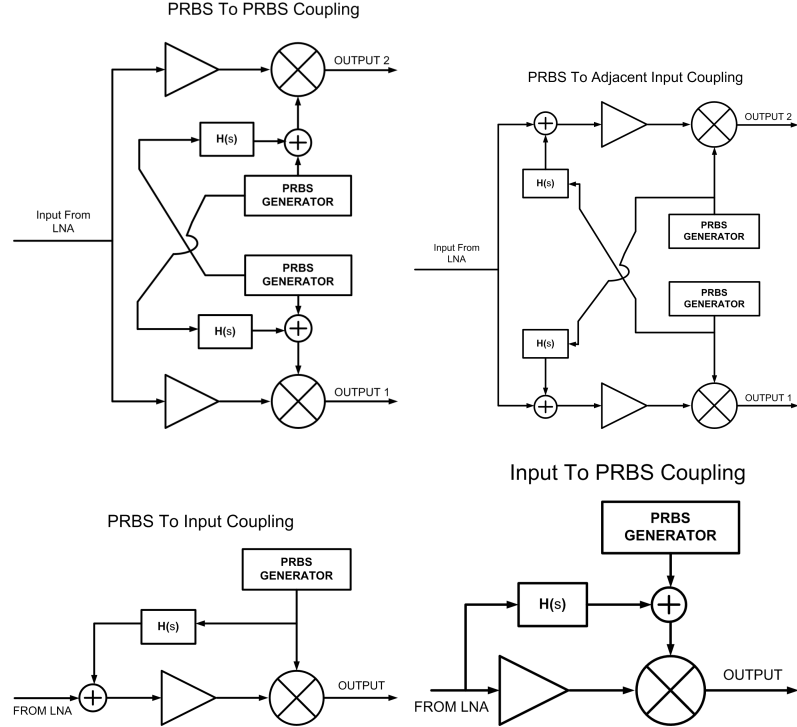 PRBS To PRBS Coupling
OUTPUT 2
H(s)
PRBS
GENERATOR
Input From
LNA
PRBS
GENERATOR
H(s)
OUTPUT 1
PRBS To Adjacent Input Coupling
OUTPUT 2
H(s)
PRBS
GENERATOR
Input From
LNA
PRBS
GENERATOR
H(s)
OUTPUT 1
PRBS To Input Coupling
PRBS
GENERATOR
H(s)
OUTPUT
FROM LNA
Input To PRBS Coupling
PRBS
GENERATOR
H(s)
OUTPUT
FROM LNA